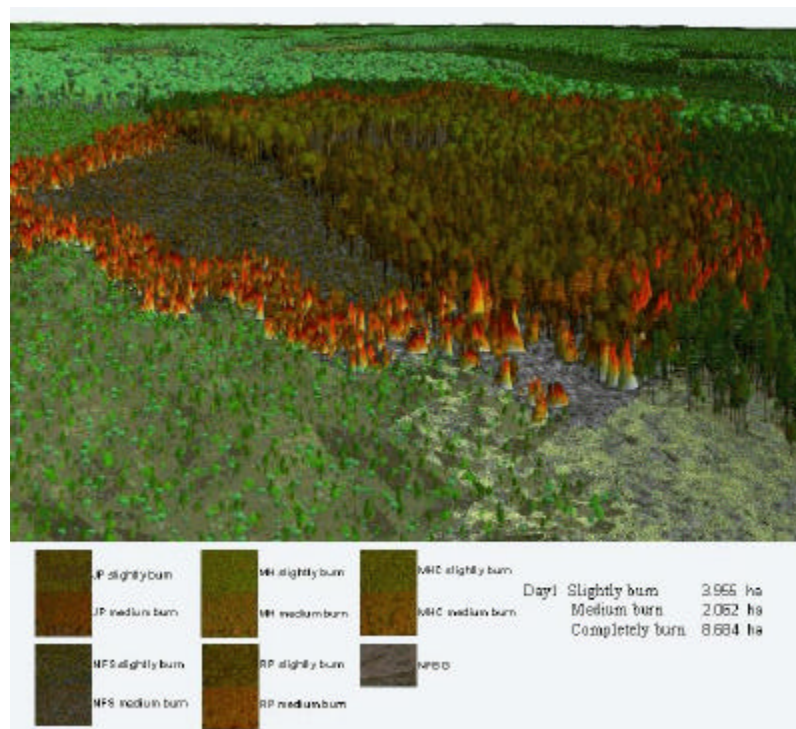 JP slightly burn
JP medium burn
MH slightly burn
MH medium burn
MHC slightly burn
MHC medium burn
NFS slightly burn
NFS medium burn
RP slightly burn
RP medium burn
Day1 Slightly burn 3.955 ha
Medium burn 2.062 ha
Completely burn 8.684 ha